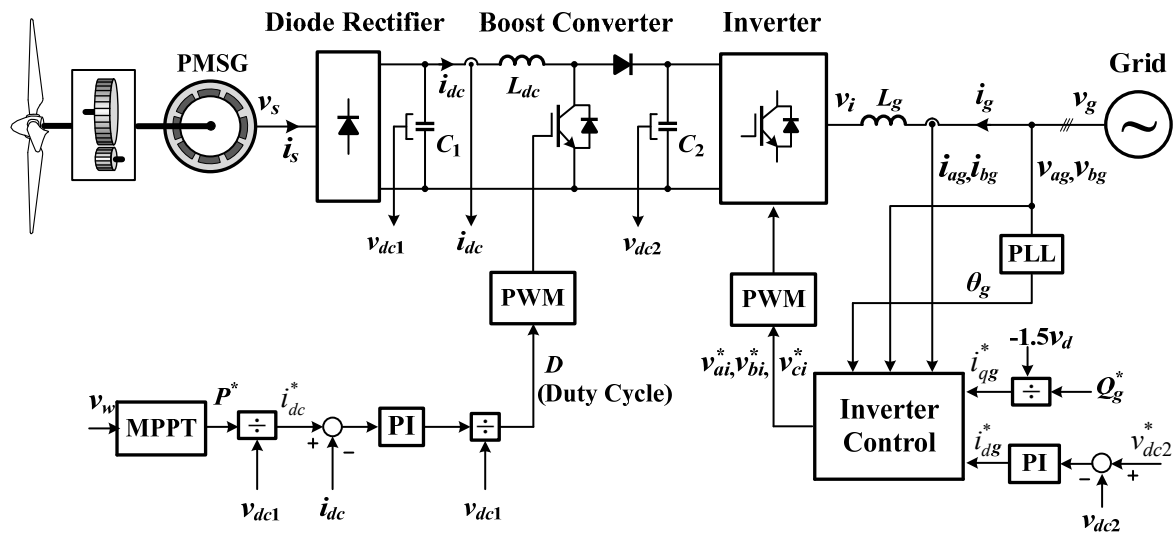 Diode Rectifier
Boost Converter
Inverter
PMSG
Grid
v_s
i_s
i_dc
L_dc
C_1
C_2
v_i
L_g
i_g
v_g
i_ag, i_bg
v_ag, v_bg
v_dc1
i_dc
v_dc2
PLL
θ_g
PWM
PWM
D
(Duty Cycle)
v*_ai, v*_bi, v*_ci
-1.5v_d
i*_qg
÷
Q*_g
Inverter
Control
i*_dg
PI
v*_dc2
-
+
v_dc2
v_w
MPPT
P*
÷
i*_dc
+
-
PI
÷
v_dc1
i_dc
v_dc1